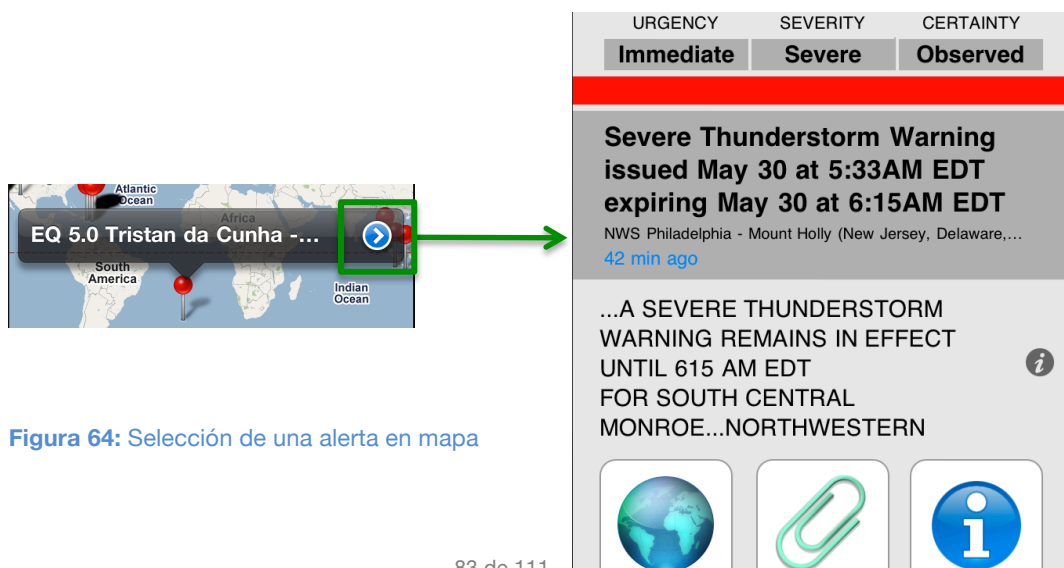 Atlantic
Ocean
Africa
EQ 5.0 Tristan da Cunha -...
South
America
Indian
Ocean
Figura 64: Selección de una alerta en mapa
83 de 111
URGENCY SEVERITY CERTAINTY
Immediate Severe Observed
Severe Thunderstorm Warning
issued May 30 at 5:33AM EDT
expiring May 30 at 6:15AM EDT
NWS Philadelphia - Mount Holly (New Jersey, Delaware,...
42 min ago
...A SEVERE THUNDERSTORM
WARNING REMAINS IN EFFECT
UNTIL 615 AM EDT
FOR SOUTH CENTRAL
MONROE...NORTHWESTERN